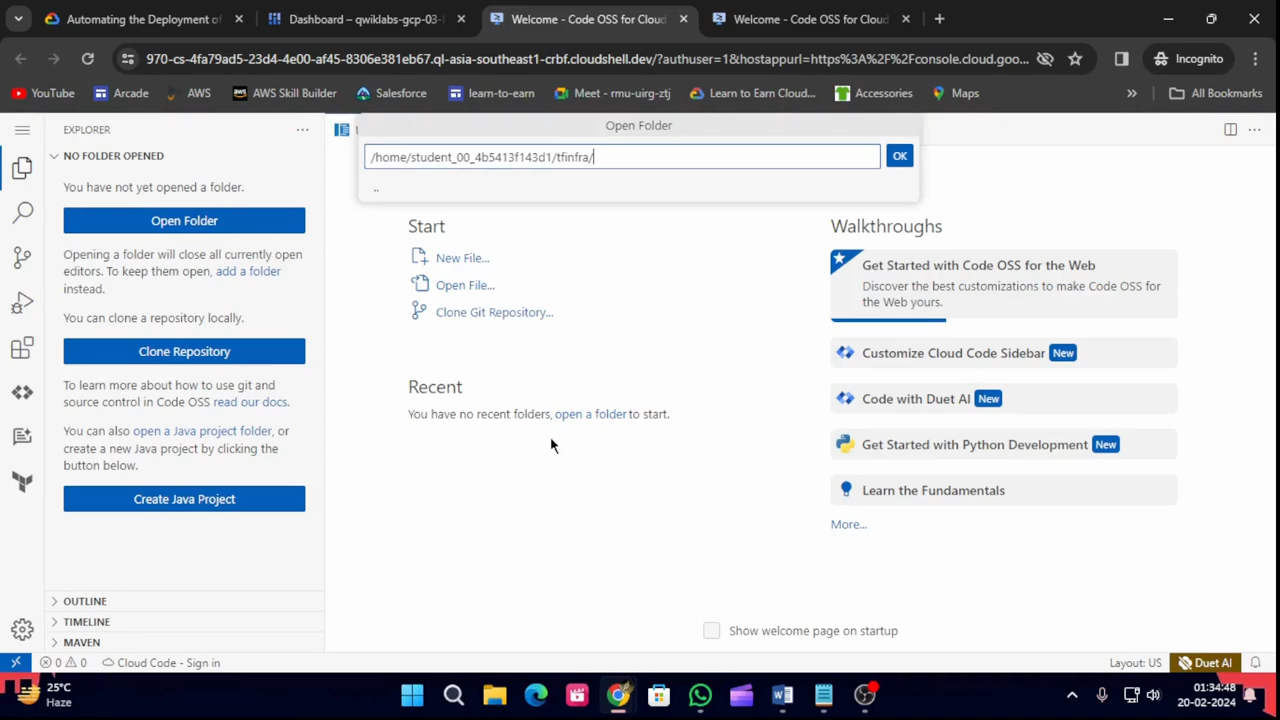 Automating the Deployment of
Dashboard – qwiklabs-gcp-03-
Welcome - Code OSS for Cloud
Welcome - Code OSS for Cloud
970-cs-4fa79ad5-23d4-4e00-af45-8306e381eb67.ql-asia-southeast1-crbf.cloudshell.dev/?authuser=1&hostappurl=https%3A%2F%2Fconsole.cloud.goo...
Incognito
YouTube
Arcade
AWS
AWS Skill Builder
Salesforce
learn-to-earn
Meet - rmu-uirg-ztj
Learn to Earn Cloud...
Accessories
Maps
All Bookmarks
EXPLORER
Open Folder
NO FOLDER OPENED
/home/student_00_4b5413f143d1/tfinfra/
OK
..
You have not yet opened a folder.
Open Folder
Opening a folder will close all currently open
editors. To keep them open, add a folder
instead.
You can clone a repository locally.
Clone Repository
To learn more about how to use git and
source control in Code OSS read our docs.
You can also open a Java project folder, or
create a new Java project by clicking the
button below.
Create Java Project
OUTLINE
TIMELINE
MAVEN
Start
New File...
Open File...
Clone Git Repository...
Recent
You have no recent folders, open a folder to start.
Walkthroughs
Get Started with Code OSS for the Web
Discover the best customizations to make Code OSS for
the Web yours.
Customize Cloud Code Sidebar New
Code with Duet AI New
Get Started with Python Development New
Learn the Fundamentals
More...
Show welcome page on startup
0 0
Cloud Code - Sign in
Layout: US
Duet AI
25°C
Haze
01:34:48
20-02-2024